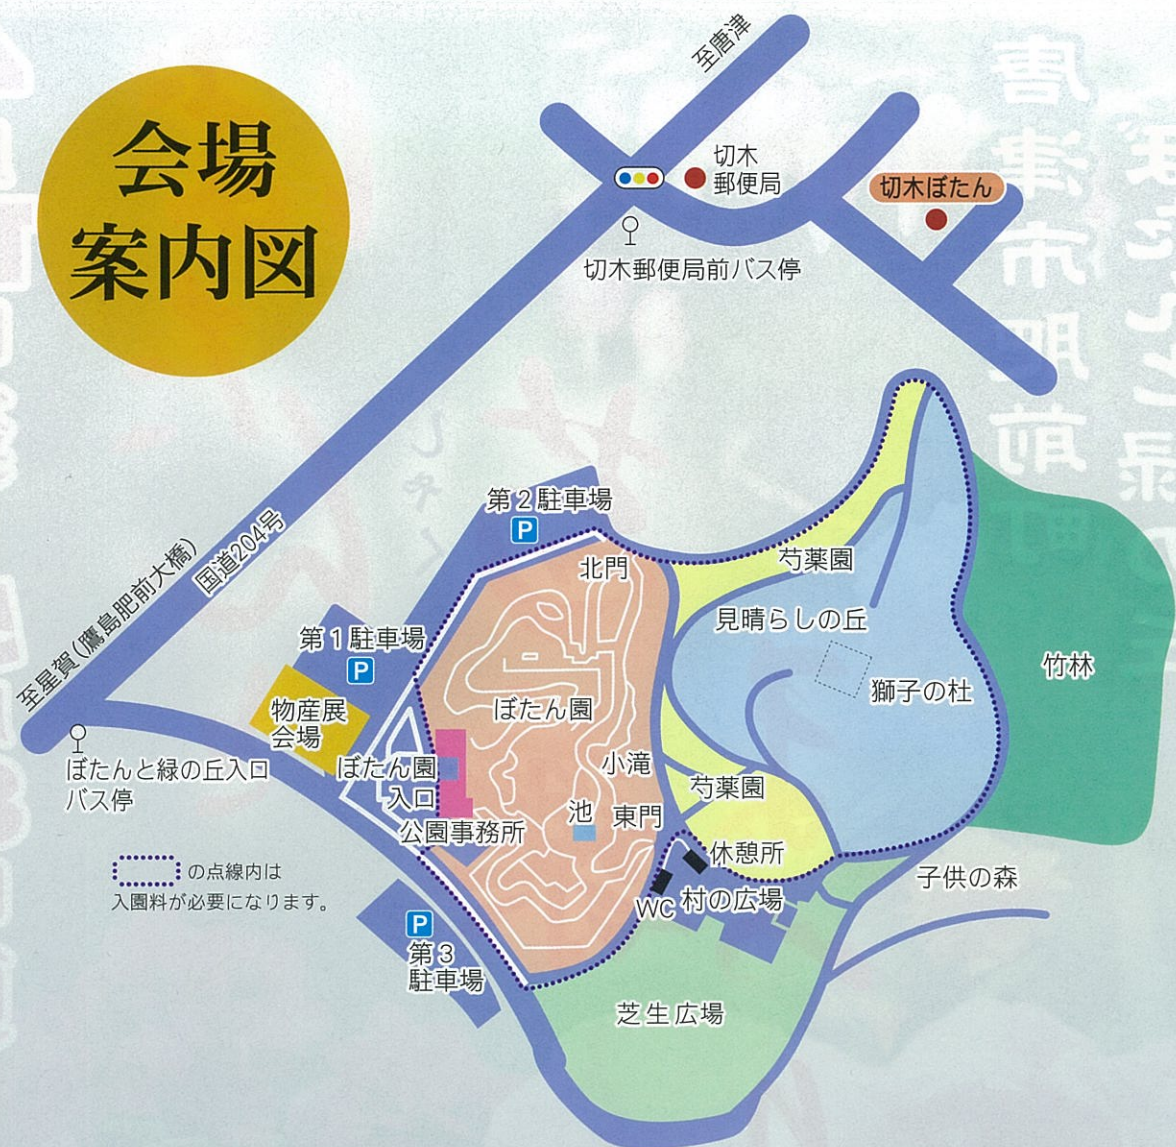 会場
案内図
至唐津
切木
郵便局
切木ぼたん
切木郵便局前バス停
国道204号
至星賀(鷹島肥前大橋)
第2駐車場
P
北門
芍薬園
見晴らしの丘
第1駐車場
P
竹林
獅子の杜
物産展
会場
ぼたん園
ぼたんと緑の丘入口
バス停
ぼたん園
入口
小滝
芍薬園
池
東門
公園事務所
休憩所
の点線内は
入園料が必要になります。
子供の森
WC
村の広場
P
第3
駐車場
芝生広場